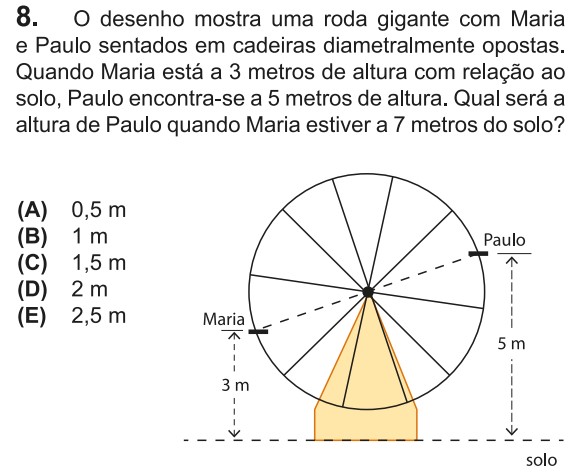 8. O desenho mostra uma roda gigante com Maria
e Paulo sentados em cadeiras diametralmente opostas.
Quando Maria está a 3 metros de altura com relação ao
solo, Paulo encontra-se a 5 metros de altura. Qual será a
altura de Paulo quando Maria estiver a 7 metros do solo?
(A) 0,5 m
(B) 1 m
(C) 1,5 m
(D) 2 m
(E) 2,5 m
Paulo
Maria
5 m
3 m
solo